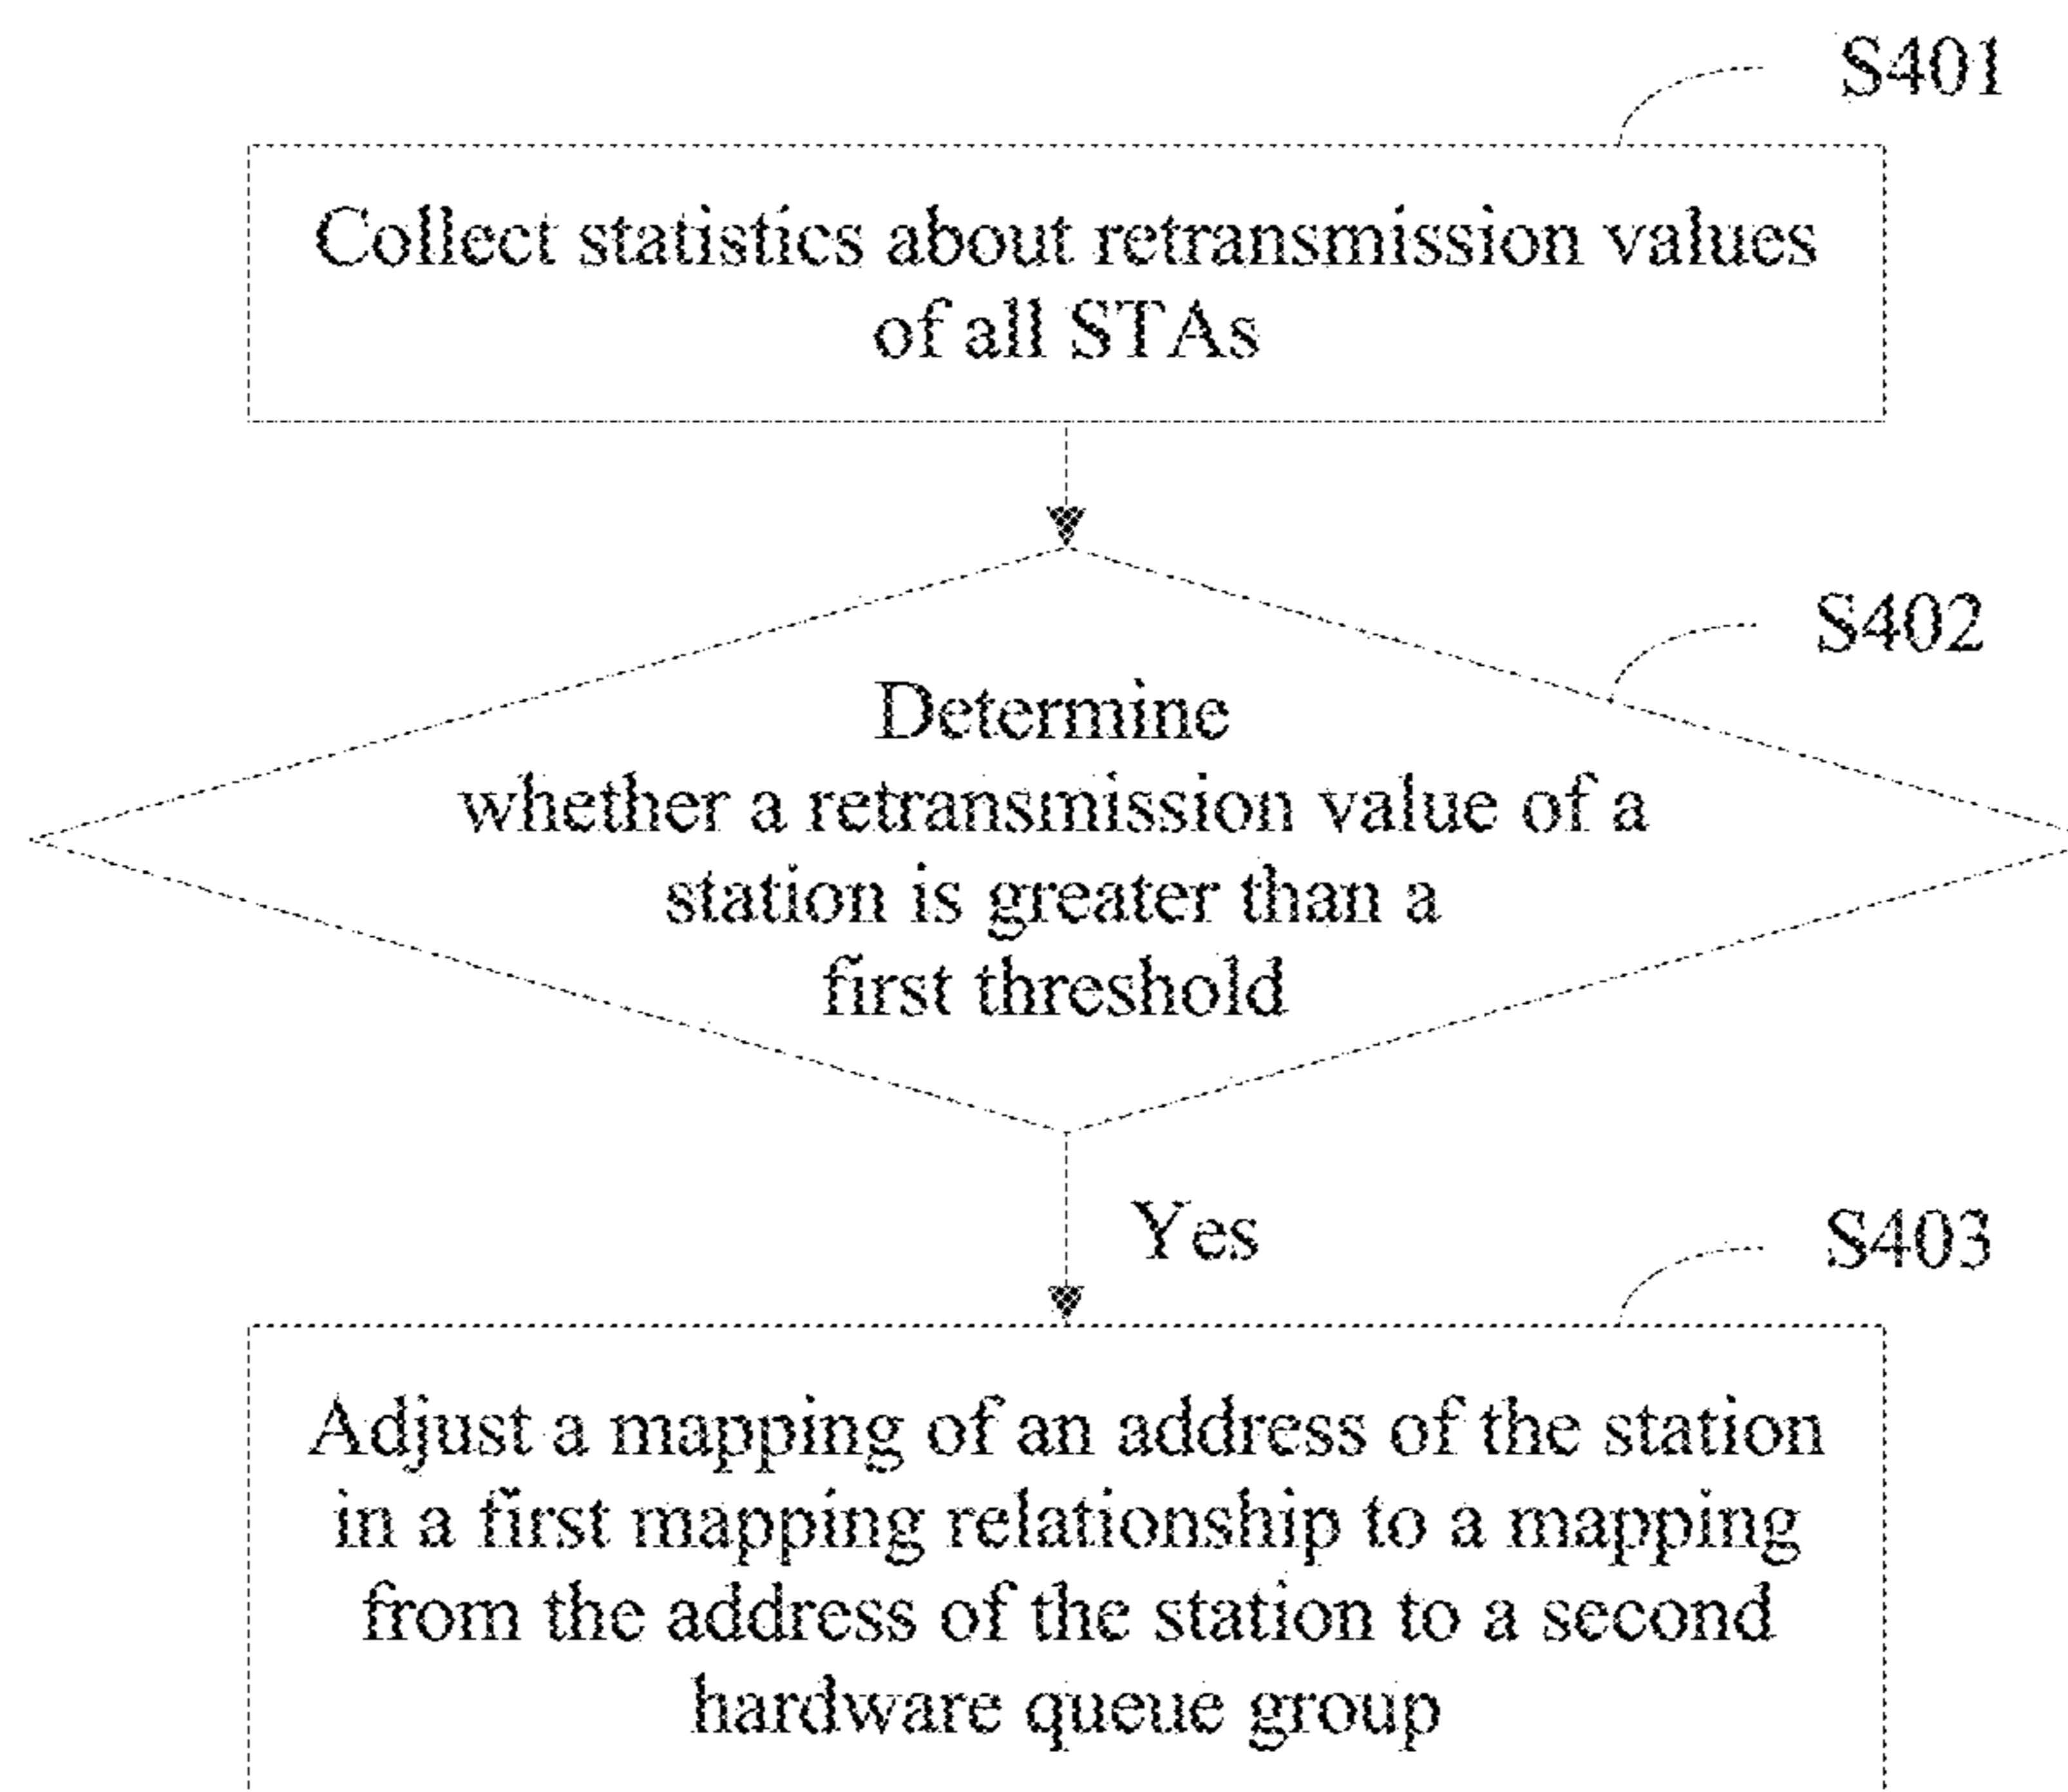 S401
Collect statistics about retransmission values
of all STAs
S402
Determine
whether a retransmission value of a
station is greater than a
first threshold
Yes
S403
Adjust a mapping of an address of the station
in a first mapping relationship to a mapping
from the address of the station to a second
hardware queue group